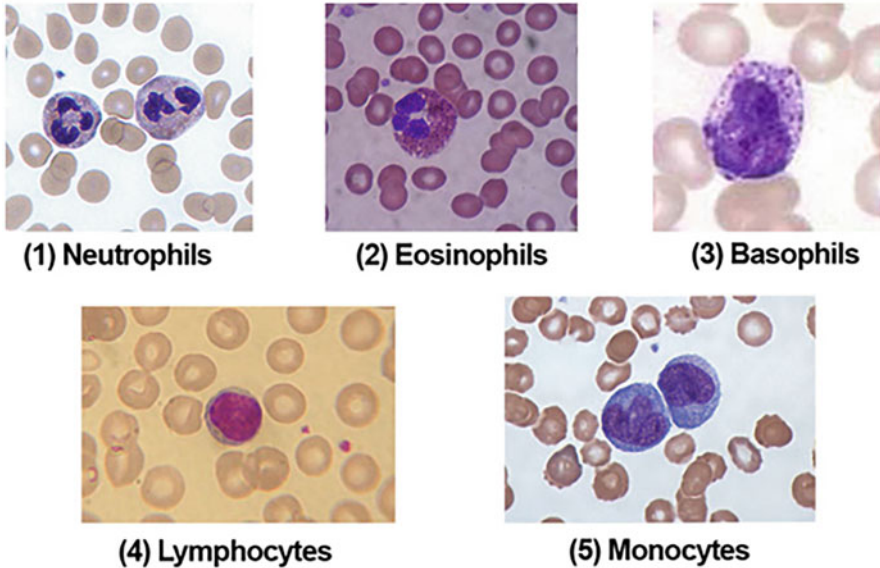 (1) Neutrophils
(2) Eosinophils
(3) Basophils
(4) Lymphocytes
(5) Monocytes